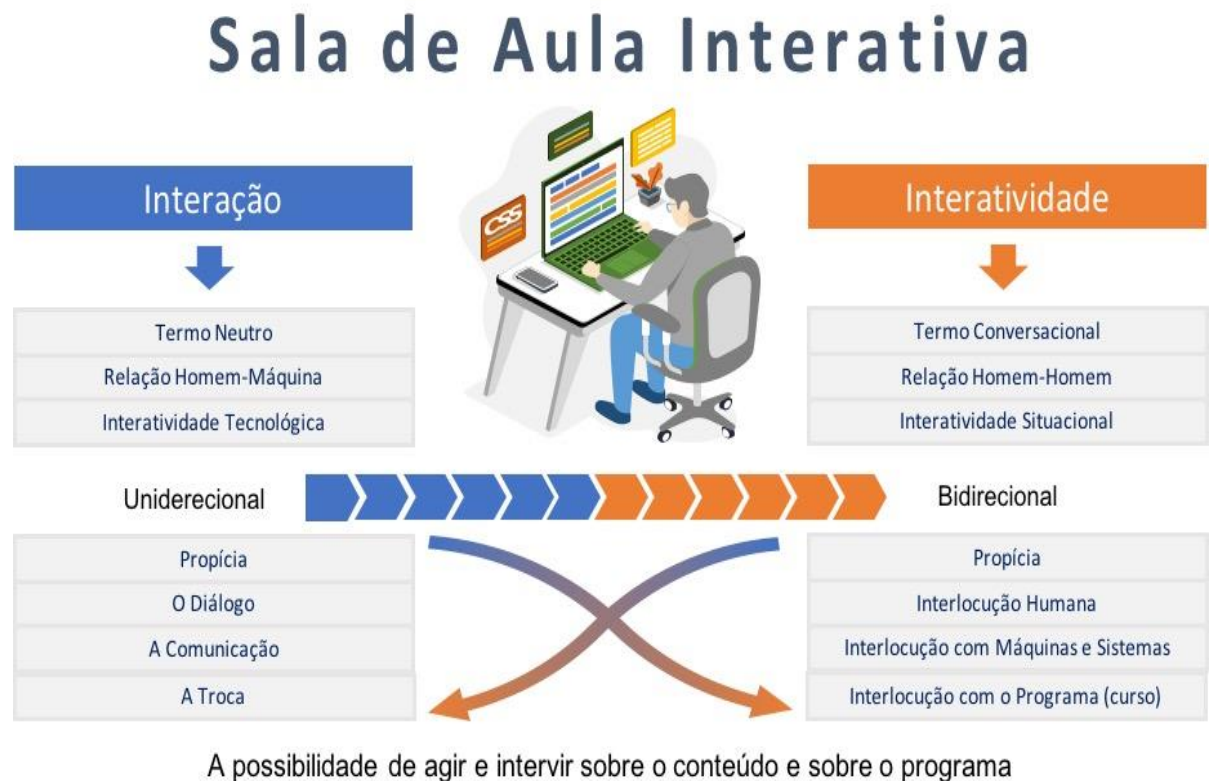 Sala de Aula Interativa
Interação
Termo Neutro
Relação Homem-Máquina
Interatividade Tecnológica
CSS
Interatividade
Termo Conversacional
Relação Homem-Homem
Interatividade Situacional
Uniderecional
Bidirecional
Propícia
O Diálogo
A Comunicação
A Troca
Propícia
Interlocução Humana
Interlocução com Máquinas e Sistemas
Interlocução com o Programa (curso)
A possibilidade de agir e intervir sobre o conteúdo e sobre o programa